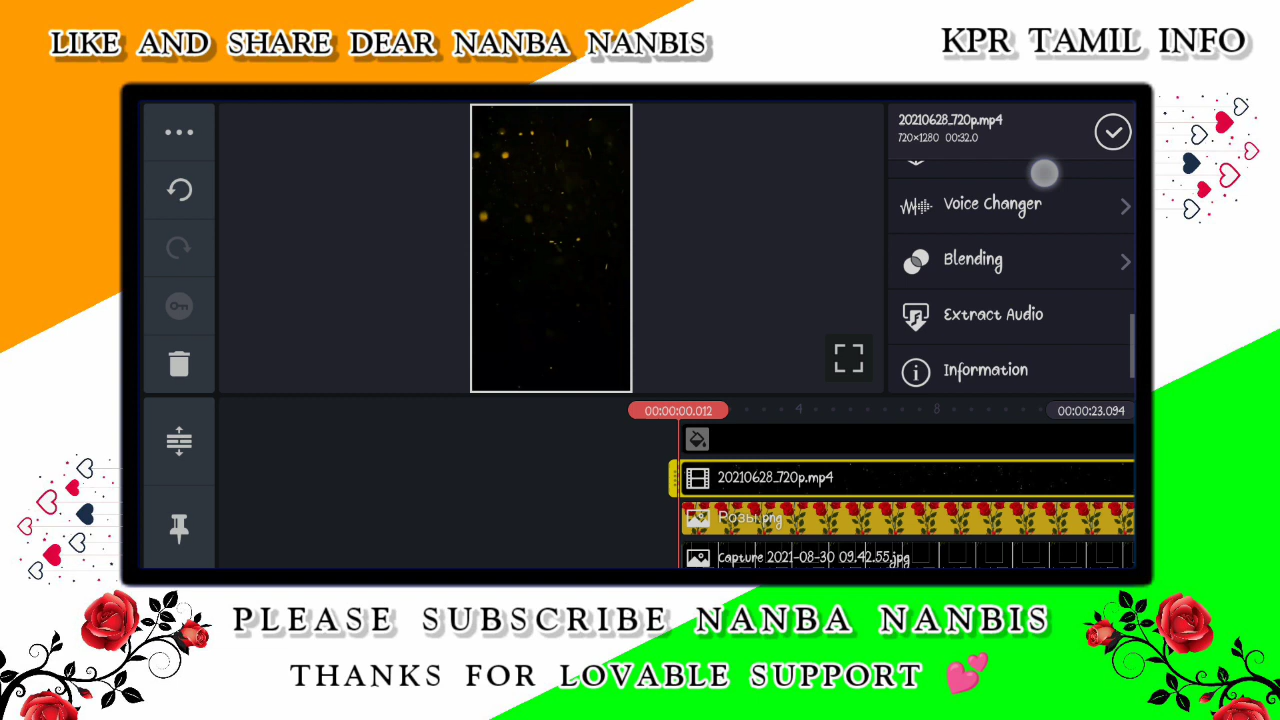 LIKE AND SHARE DEAR NANBA NANBIS
KPR TAMIL INFO
20210628_720p.mp4
720×1280 00:32.0
Voice Changer
Blending
Extract Audio
Information
00:00:00.012
4
8
00:00:23.094
20210628_720p.mp4
Розы.png
capture 2021-08-30 09.42.55.jpg
PLEASE SUBSCRIBE NANBA NANBIS
THANKS FOR LOVABLE SUPPORT 💕